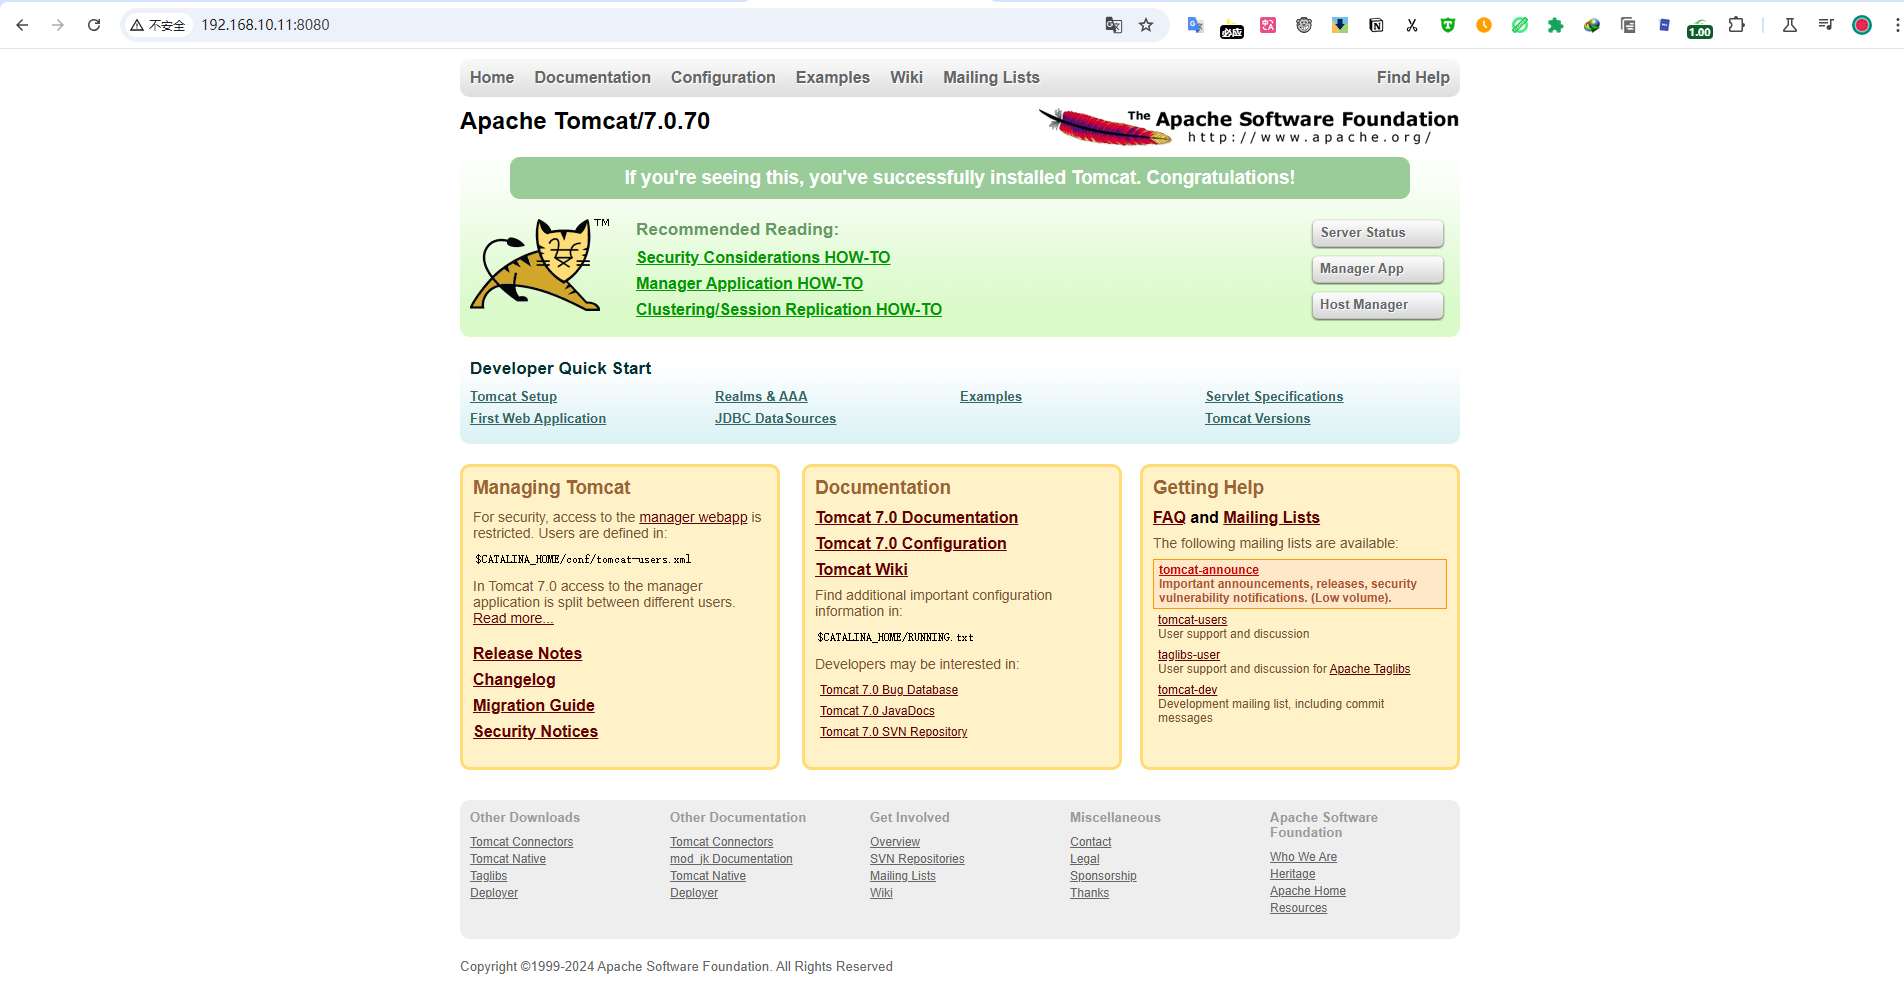 不安全
192.168.10.11:8080
必应
1.00
Home Documentation Configuration Examples Wiki Mailing Lists Find Help
Apache Tomcat/7.0.70
The Apache Software Foundation
http://www.apache.org/
If you're seeing this, you've successfully installed Tomcat. Congratulations!
TM
Recommended Reading:
Security Considerations HOW-TO
Manager Application HOW-TO
Clustering/Session Replication HOW-TO
Server Status
Manager App
Host Manager
Developer Quick Start
Tomcat Setup
First Web Application
Realms & AAA
JDBC DataSources
Examples
Servlet Specifications
Tomcat Versions
Managing Tomcat
For security, access to the manager webapp is
restricted. Users are defined in:
$CATALINA_HOME/conf/tomcat-users.xml
In Tomcat 7.0 access to the manager
application is split between different users.
Read more...
Release Notes
Changelog
Migration Guide
Security Notices
Documentation
Tomcat 7.0 Documentation
Tomcat 7.0 Configuration
Tomcat Wiki
Find additional important configuration
information in:
$CATALINA_HOME/RUNNING.txt
Developers may be interested in:
Tomcat 7.0 Bug Database
Tomcat 7.0 JavaDocs
Tomcat 7.0 SVN Repository
Getting Help
FAQ and Mailing Lists
The following mailing lists are available:
tomcat-announce
Important announcements, releases, security
vulnerability notifications. (Low volume).
tomcat-users
User support and discussion
taglibs-user
User support and discussion for Apache Taglibs
tomcat-dev
Development mailing list, including commit
messages
Other Downloads
Tomcat Connectors
Tomcat Native
Taglibs
Deployer
Other Documentation
Tomcat Connectors
mod_jk Documentation
Tomcat Native
Deployer
Get Involved
Overview
SVN Repositories
Mailing Lists
Wiki
Miscellaneous
Contact
Legal
Sponsorship
Thanks
Apache Software
Foundation
Who We Are
Heritage
Apache Home
Resources
Copyright ©1999-2024 Apache Software Foundation. All Rights Reserved